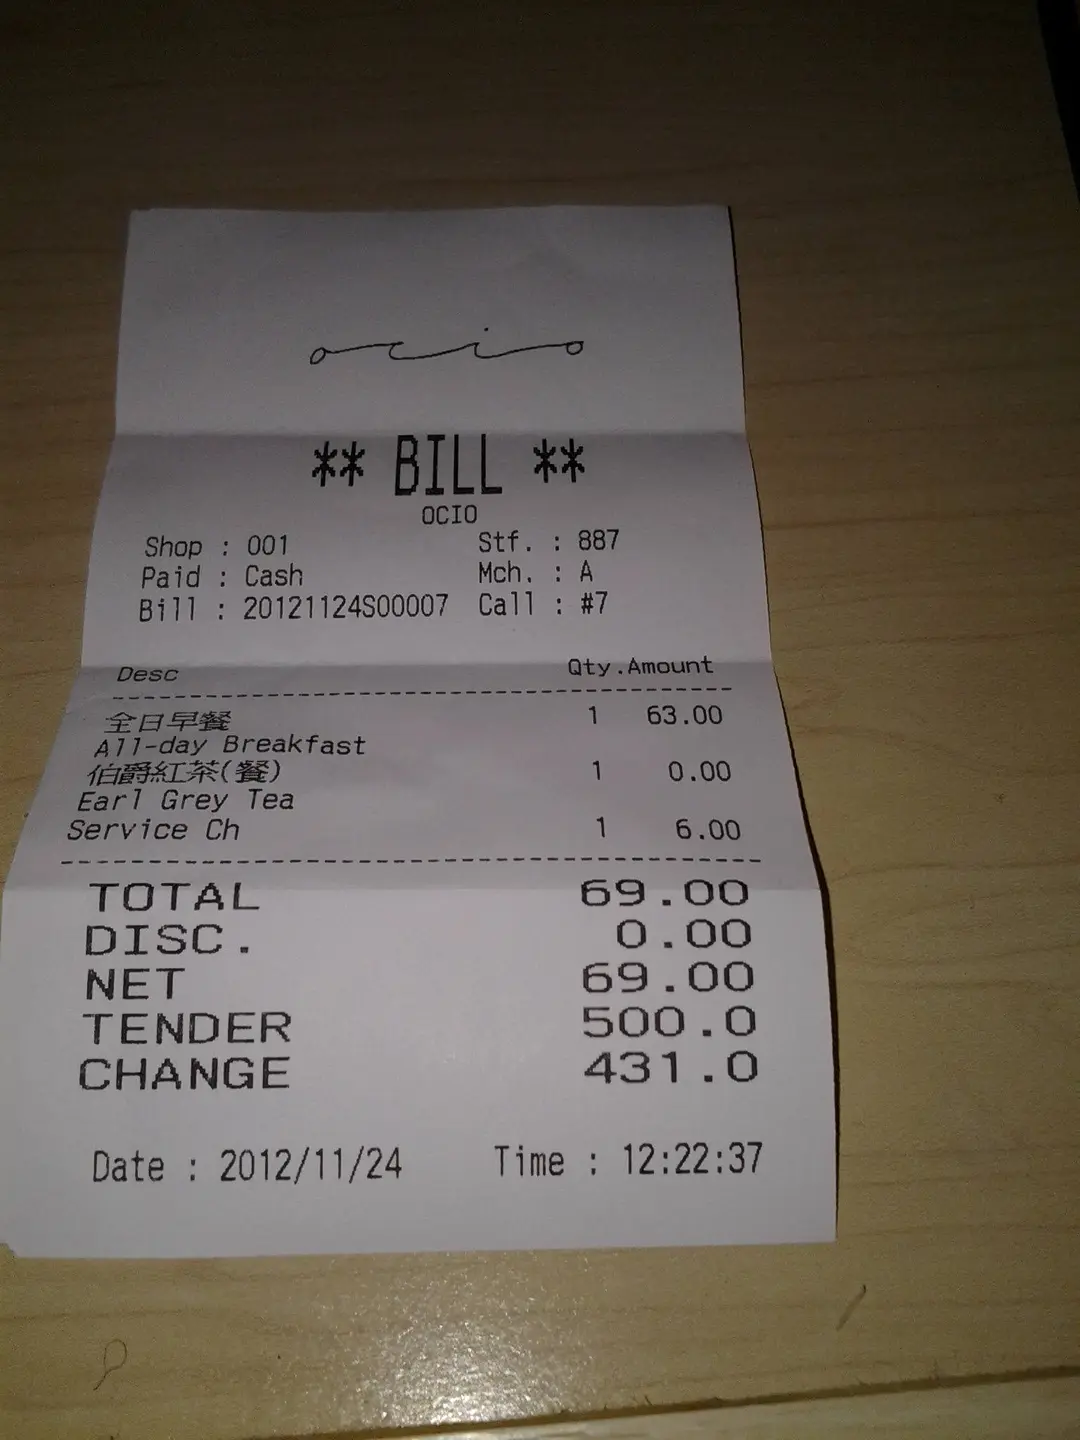 ocio
** BILL **
OCIO
Shop : 001 Stf. : 887
Paid : Cash Mch. : A
Bill : 20121124S00007 Call : #7
Desc Qty.Amount
全日早餐 1 63.00
All-day Breakfast
伯爵紅茶(餐) 1 0.00
Earl Grey Tea
Service Ch 1 6.00
TOTAL 69.00
DISC. 0.00
NET 69.00
TENDER 500.0
CHANGE 431.0
Date : 2012/11/24 Time : 12:22:37